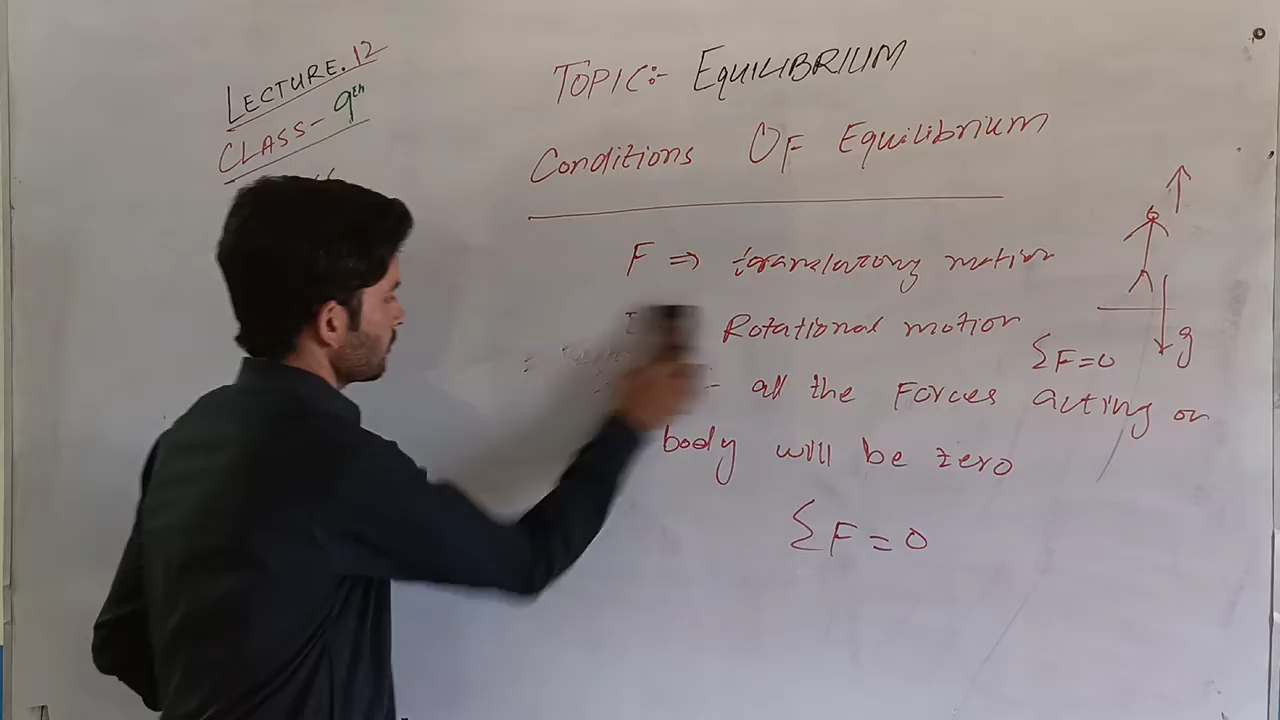 LECTURE.12
CLASS- 9th
TOPIC:- EQUILIBRIUM
Conditions OF Equilibrium
F ⇒ translatory motion
Rotational motion
g
ΣF=0
- all the Forces acting on
body will be zero
ΣF=0